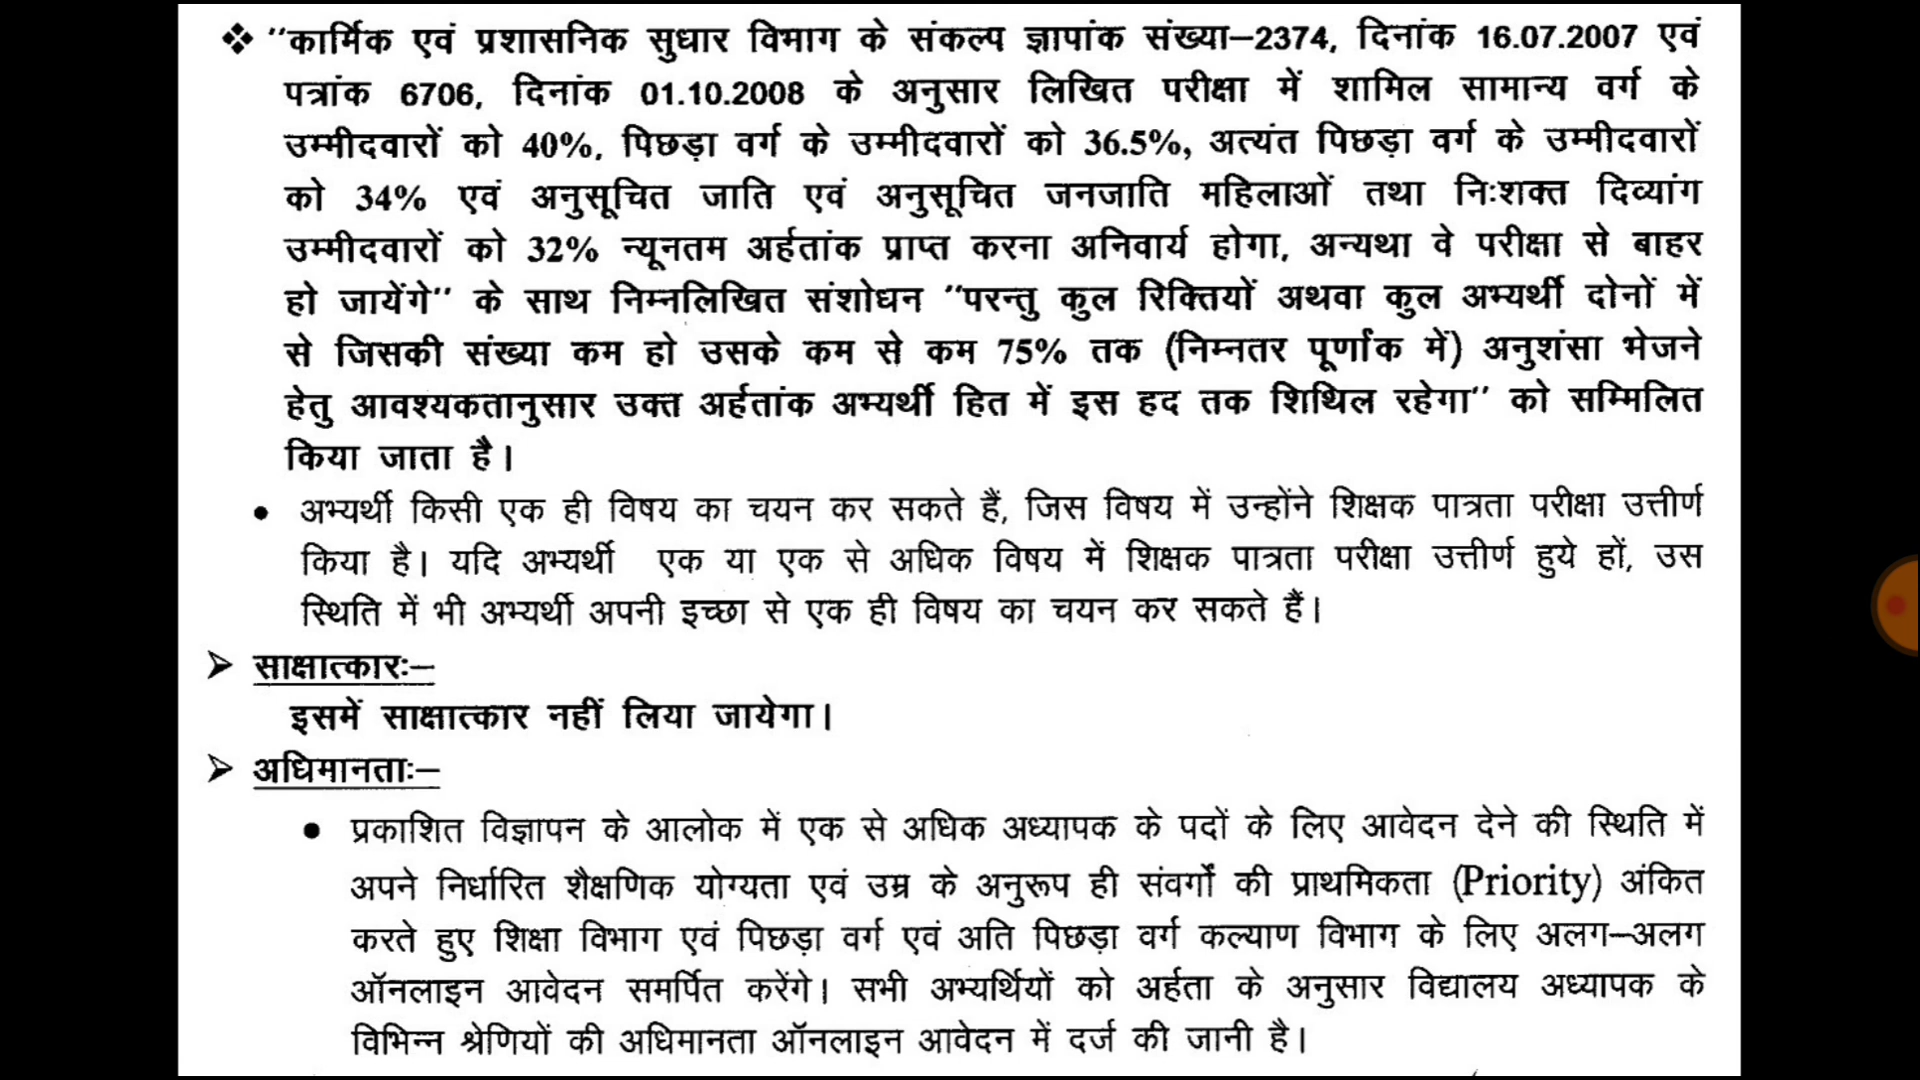 ❖ ''कार्मिक एवं प्रशासनिक सुधार विभाग के संकल्प ज्ञापांक संख्या–2374, दिनांक 16.07.2007 एवं
पत्रांक 6706, दिनांक 01.10.2008 के अनुसार लिखित परीक्षा में शामिल सामान्य वर्ग के
उम्मीदवारों को 40%, पिछड़ा वर्ग के उम्मीदवारों को 36.5%, अत्यंत पिछड़ा वर्ग के उम्मीदवारों
को 34% एवं अनुसूचित जाति एवं अनुसूचित जनजाति महिलाओं तथा निःशक्त दिव्यांग
उम्मीदवारों को 32% न्यूनतम अर्हतांक प्राप्त करना अनिवार्य होगा, अन्यथा वे परीक्षा से बाहर
हो जायेंगे'' के साथ निम्नलिखित संशोधन ''परन्तु कुल रिक्तियों अथवा कुल अभ्यर्थी दोनों में
से जिसकी संख्या कम हो उसके कम से कम 75% तक (निम्नतर पूर्णांक में) अनुशंसा भेजने
हेतु आवश्यकतानुसार उक्त अर्हतांक अभ्यर्थी हित में इस हद तक शिथिल रहेगा'' को सम्मिलित
किया जाता है।
• अभ्यर्थी किसी एक ही विषय का चयन कर सकते हैं, जिस विषय में उन्होंने शिक्षक पात्रता परीक्षा उत्तीर्ण
किया है। यदि अभ्यर्थी एक या एक से अधिक विषय में शिक्षक पात्रता परीक्षा उत्तीर्ण हुये हों, उस
स्थिति में भी अभ्यर्थी अपनी इच्छा से एक ही विषय का चयन कर सकते हैं।
➢ साक्षात्कारः–
इसमें साक्षात्कार नहीं लिया जायेगा।
➢ अधिमानताः–
• प्रकाशित विज्ञापन के आलोक में एक से अधिक अध्यापक के पदों के लिए आवेदन देने की स्थिति में
अपने निर्धारित शैक्षणिक योग्यता एवं उम्र के अनुरूप ही संवर्गों की प्राथमिकता (Priority) अंकित
करते हुए शिक्षा विभाग एवं पिछड़ा वर्ग एवं अति पिछड़ा वर्ग कल्याण विभाग के लिए अलग–अलग
ऑनलाइन आवेदन समर्पित करेंगे। सभी अभ्यर्थियों को अर्हता के अनुसार विद्यालय अध्यापक के
विभिन्न श्रेणियों की अधिमानता ऑनलाइन आवेदन में दर्ज की जानी है।